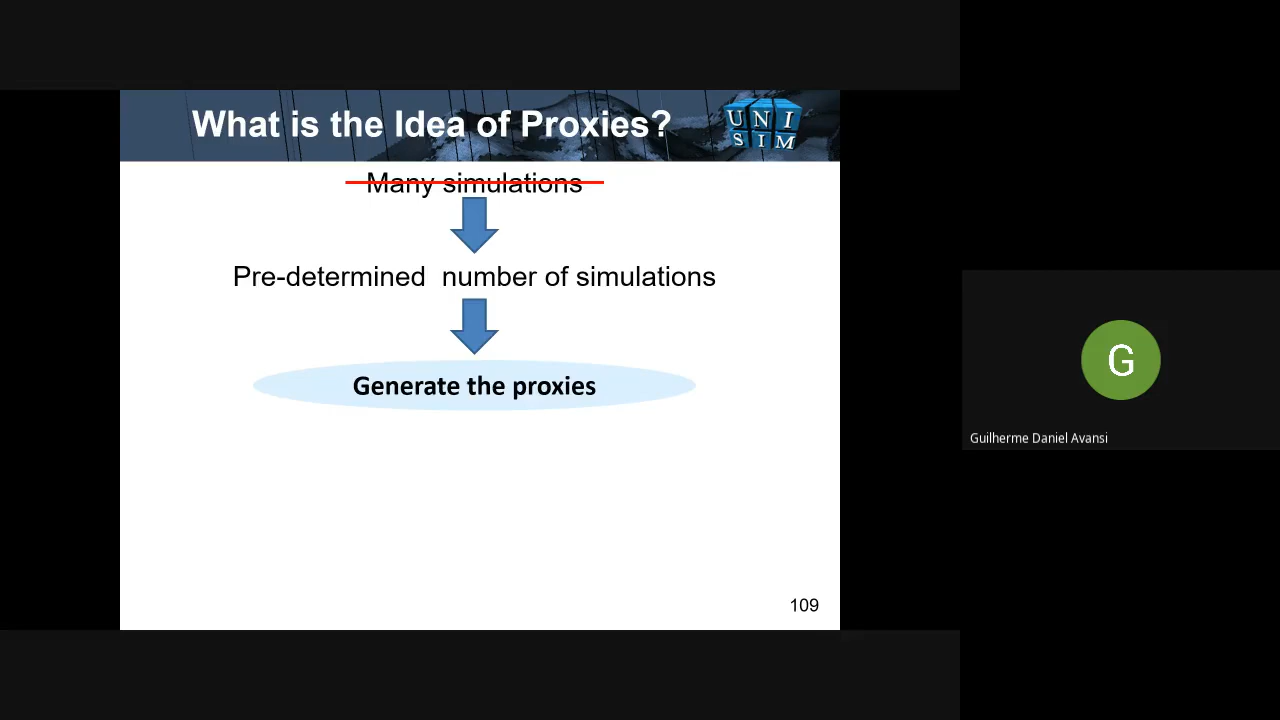 What is the Idea of Proxies?
UNI
SIM
Many simulations
Pre-determined  number of simulations
Generate the proxies
109
G
Guilherme Daniel Avansi